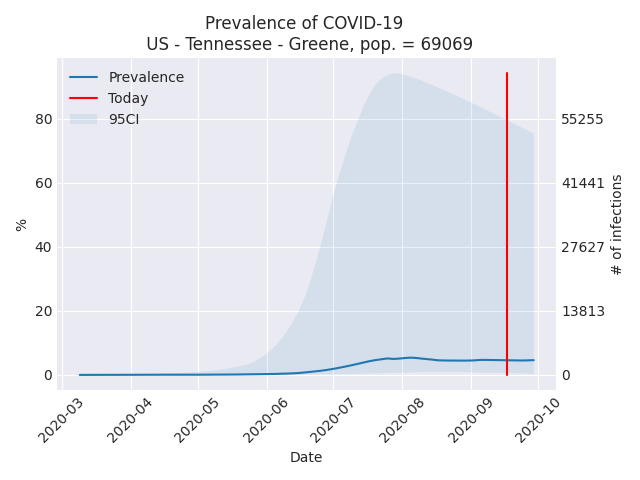 Prevalence of COVID-19
US - Tennessee - Greene, pop. = 69069
Prevalence
Today
95CI
%
80
60
40
20
0
55255
41441
27627
13813
0
# of infections
2020-03
2020-04
2020-05
2020-06
2020-07
2020-08
2020-09
2020-10
Date